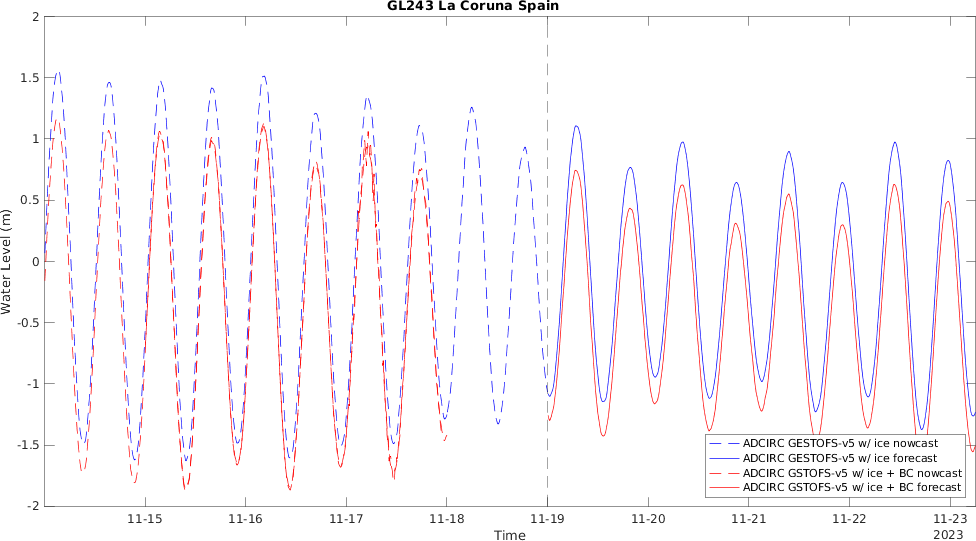 GL243 La Coruna Spain
2
1.5
1
0.5
0
-0.5
-1
-1.5
-2
Water Level (m)
ADCIRC GESTOFS-v5 w/ ice nowcast
ADCIRC GESTOFS-v5 w/ ice forecast
ADCIRC GSTOFS-v5 w/ ice + BC nowcast
ADCIRC GSTOFS-v5 w/ ice + BC forecast
11-15 11-16 11-17 11-18 11-19 11-20 11-21 11-22 11-23
Time
2023